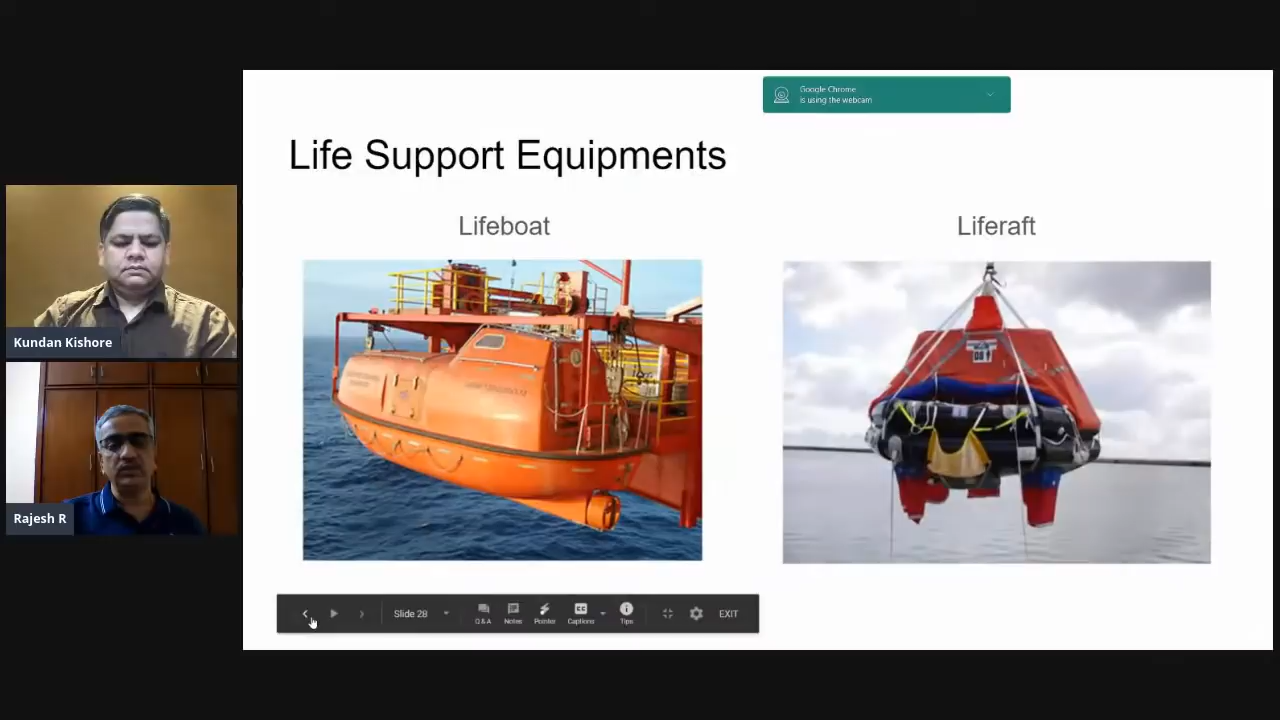 Google Chrome
is using the webcam
Life Support Equipments
Lifeboat
Liferaft
Kundan Kishore
Rajesh R
Slide 28
Q&A
Notes
Pointer
CC
Captions
Tips
EXIT